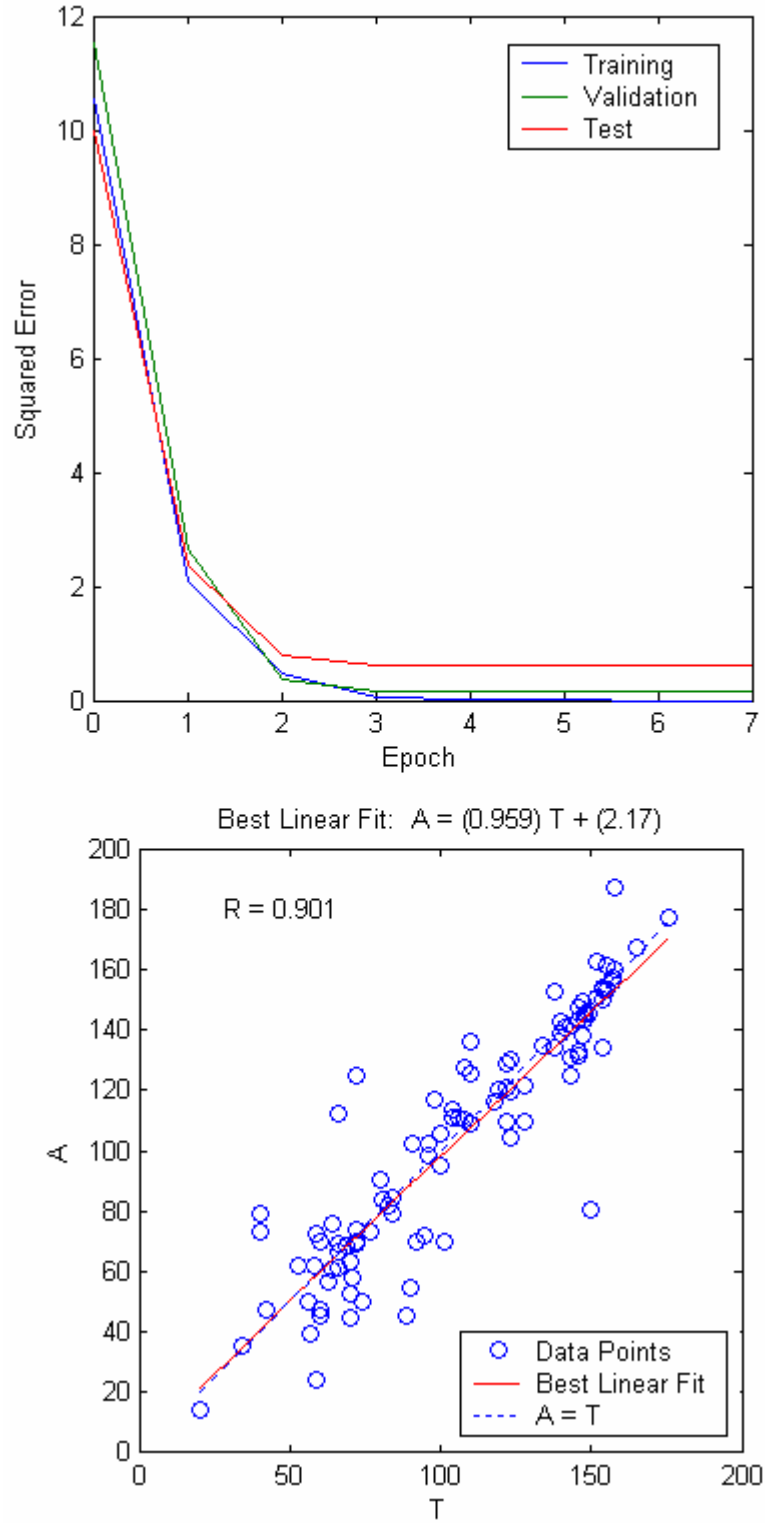 12
10
8
6
4
2
0
Squared Error
Training
Validation
Test
0 1 2 3 4 5 6 7
Epoch
Best Linear Fit: A = (0.959) T + (2.17)
200
180
160
140
120
100
80
60
40
20
0
A
R = 0.901
Data Points
Best Linear Fit
A = T
0 50 100 150 200
T